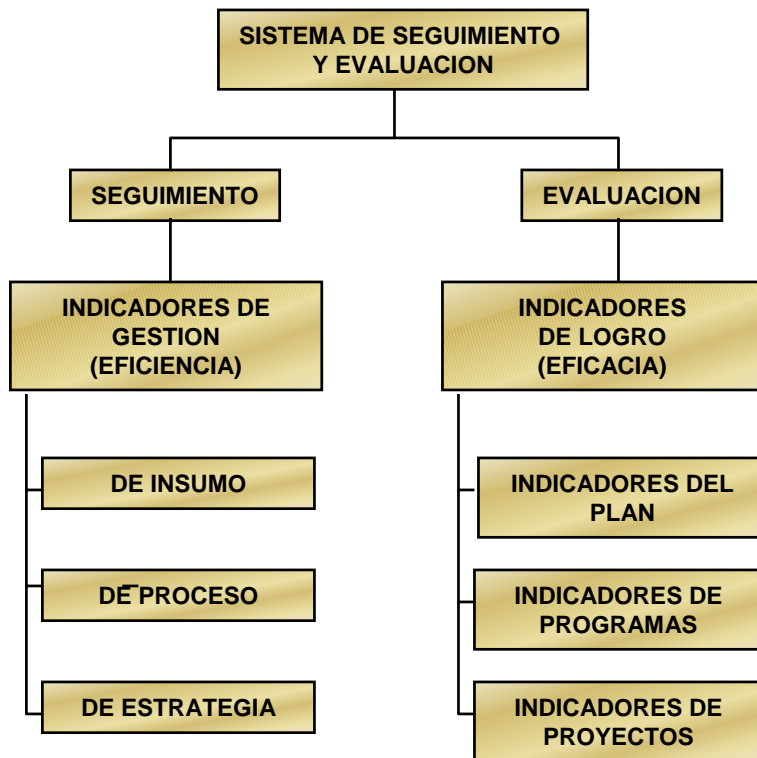 SISTEMA DE SEGUIMIENTO
Y EVALUACION
SEGUIMIENTO
EVALUACION
INDICADORES DE
GESTION
(EFICIENCIA)
INDICADORES
DE LOGRO
(EFICACIA)
DE INSUMO
INDICADORES DEL
PLAN
DE PROCESO
INDICADORES DE
PROGRAMAS
DE ESTRATEGIA
INDICADORES DE
PROYECTOS